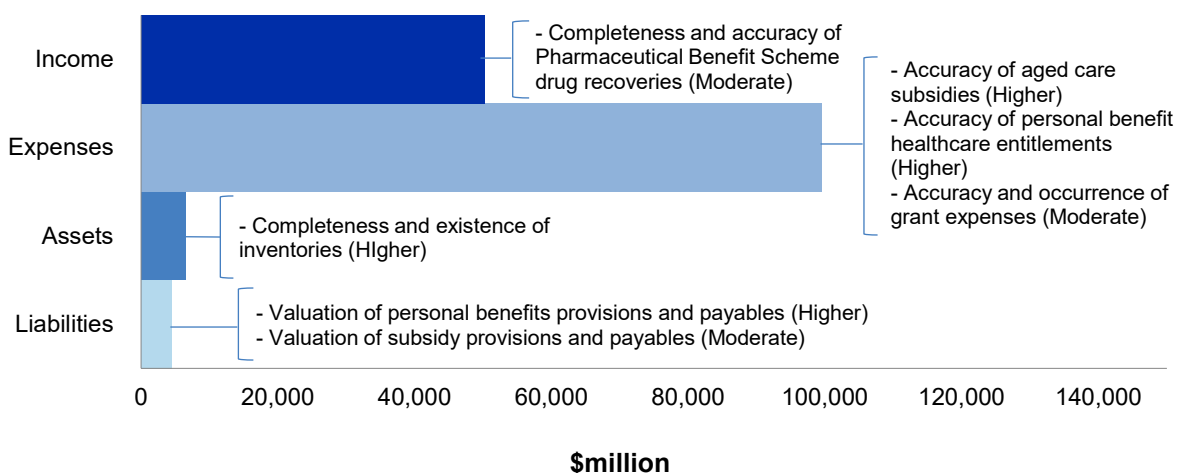 Income
- Completeness and accuracy of
Pharmaceutical Benefit Scheme
drug recoveries (Moderate)
Expenses
- Accuracy of aged care
subsidies (Higher)
- Accuracy of personal benefit
healthcare entitlements
(Higher)
- Accuracy and occurrence of
grant expenses (Moderate)
Assets
- Completeness and existence of
inventories (HIgher)
Liabilities
- Valuation of personal benefits provisions and payables (Higher)
- Valuation of subsidy provisions and payables (Moderate)
0 20,000 40,000 60,000 80,000 100,000 120,000 140,000
$million